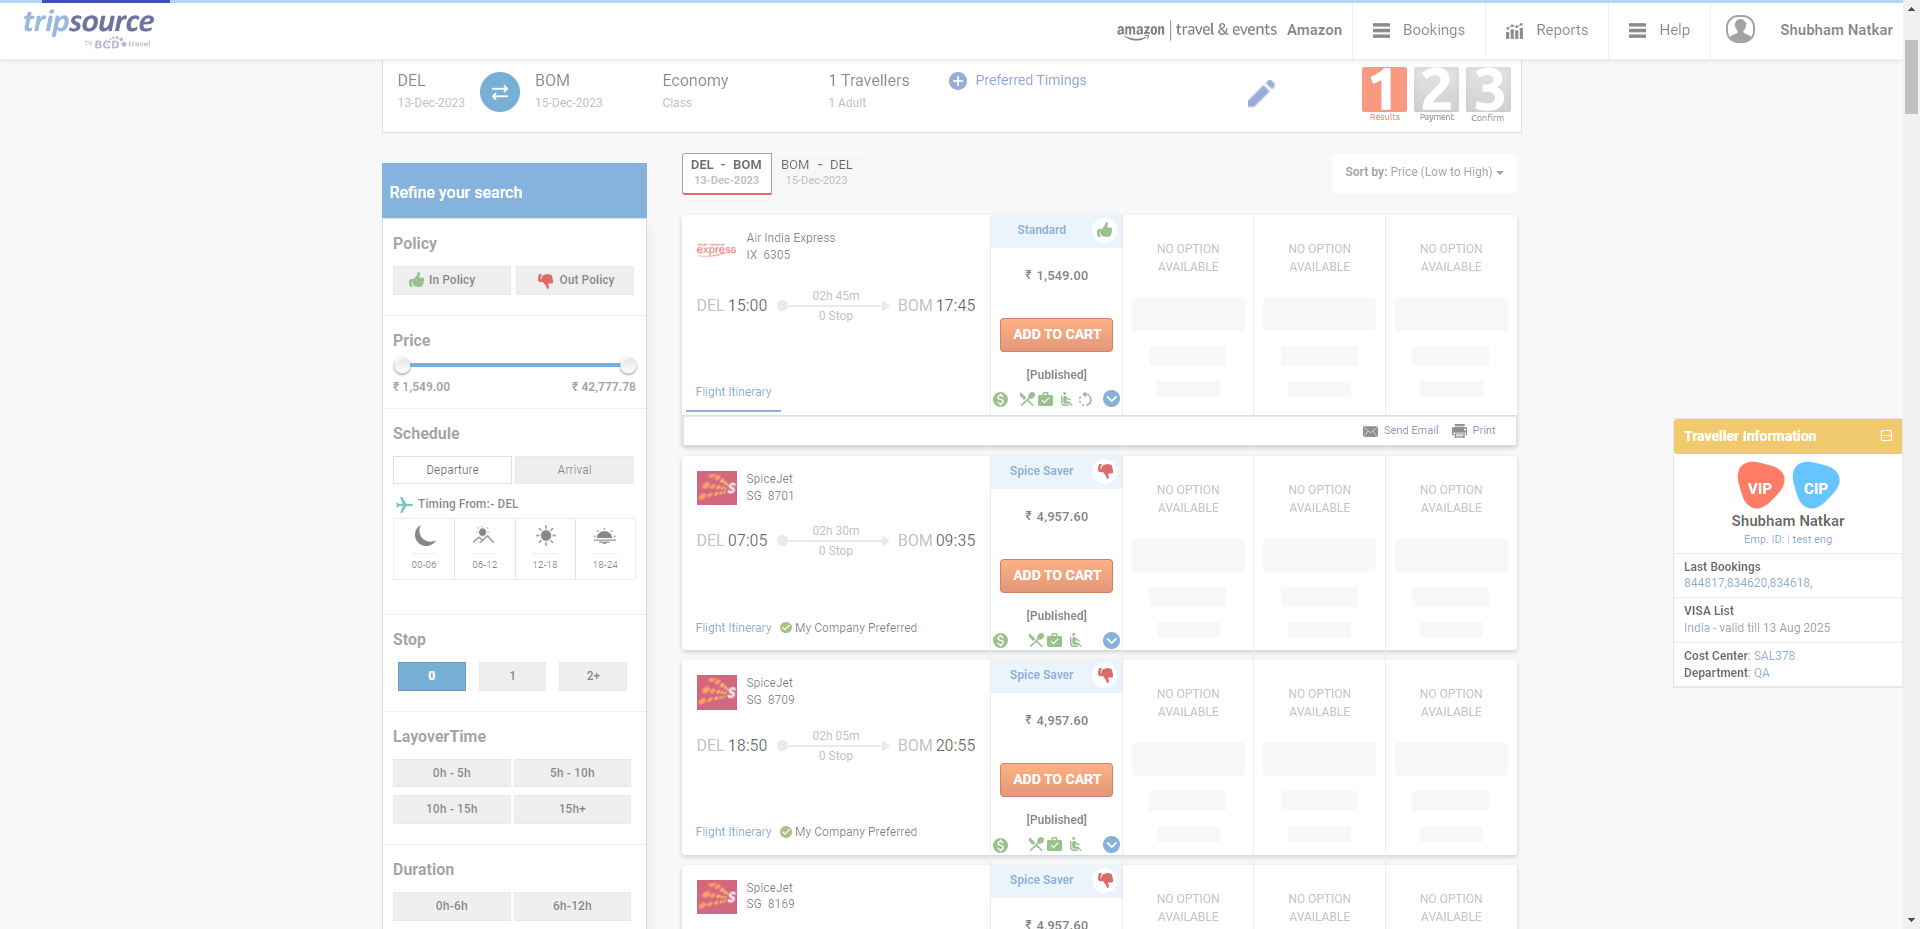 tripsource
by BCD travel
amazon | travel & events Amazon
Bookings
Reports
Help
Shubham Natkar
DEL
13-Dec-2023
BOM
15-Dec-2023
Economy
Class
1 Travellers
1 Adult
Preferred Timings
1 2 3
Results Payment Confirm
Refine your search
Policy
In Policy
Out Policy
Price
₹ 1,549.00
₹ 42,777.78
Schedule
Departure
Arrival
Timing From:- DEL
00-06
06-12
12-18
18-24
Stop
0
1
2+
LayoverTime
0h - 5h
5h - 10h
10h - 15h
15h+
Duration
0h-6h
6h-12h
DEL - BOM
13-Dec-2023
BOM - DEL
15-Dec-2023
Sort by: Price (Low to High)
express
Air India Express
IX 6305
DEL 15:00
02h 45m
0 Stop
BOM 17:45
Flight Itinerary
Standard
₹ 1,549.00
ADD TO CART
[Published]
NO OPTION
AVAILABLE
NO OPTION
AVAILABLE
NO OPTION
AVAILABLE
Send Email
Print
SpiceJet
SG 8701
DEL 07:05
02h 30m
0 Stop
BOM 09:35
Flight Itinerary
My Company Preferred
Spice Saver
₹ 4,957.60
ADD TO CART
[Published]
NO OPTION
AVAILABLE
NO OPTION
AVAILABLE
NO OPTION
AVAILABLE
SpiceJet
SG 8709
DEL 18:50
02h 05m
0 Stop
BOM 20:55
Flight Itinerary
My Company Preferred
Spice Saver
₹ 4,957.60
ADD TO CART
[Published]
NO OPTION
AVAILABLE
NO OPTION
AVAILABLE
NO OPTION
AVAILABLE
SpiceJet
SG 8169
Spice Saver
₹ 4,957.60
NO OPTION
AVAILABLE
NO OPTION
AVAILABLE
NO OPTION
AVAILABLE
Traveller Information
VIP
CIP
Shubham Natkar
Emp. ID: | test eng
Last Bookings
844817,834620,834618,
VISA List
India - valid till 13 Aug 2025
Cost Center: SAL378
Department: QA